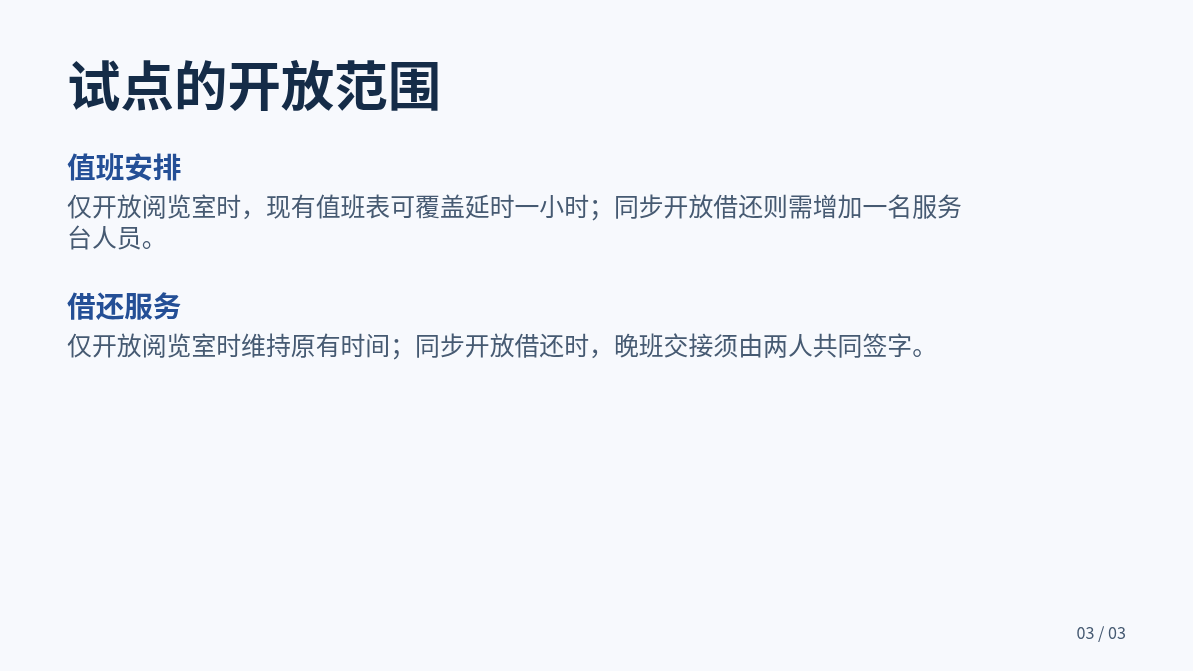 试点的开放范围
值班安排
仅开放阅览室时，现有值班表可覆盖延时一小时；同步开放借还则需增加一名服务
台人员。
借还服务
仅开放阅览室时维持原有时间；同步开放借还时，晚班交接须由两人共同签字。
03 / 03